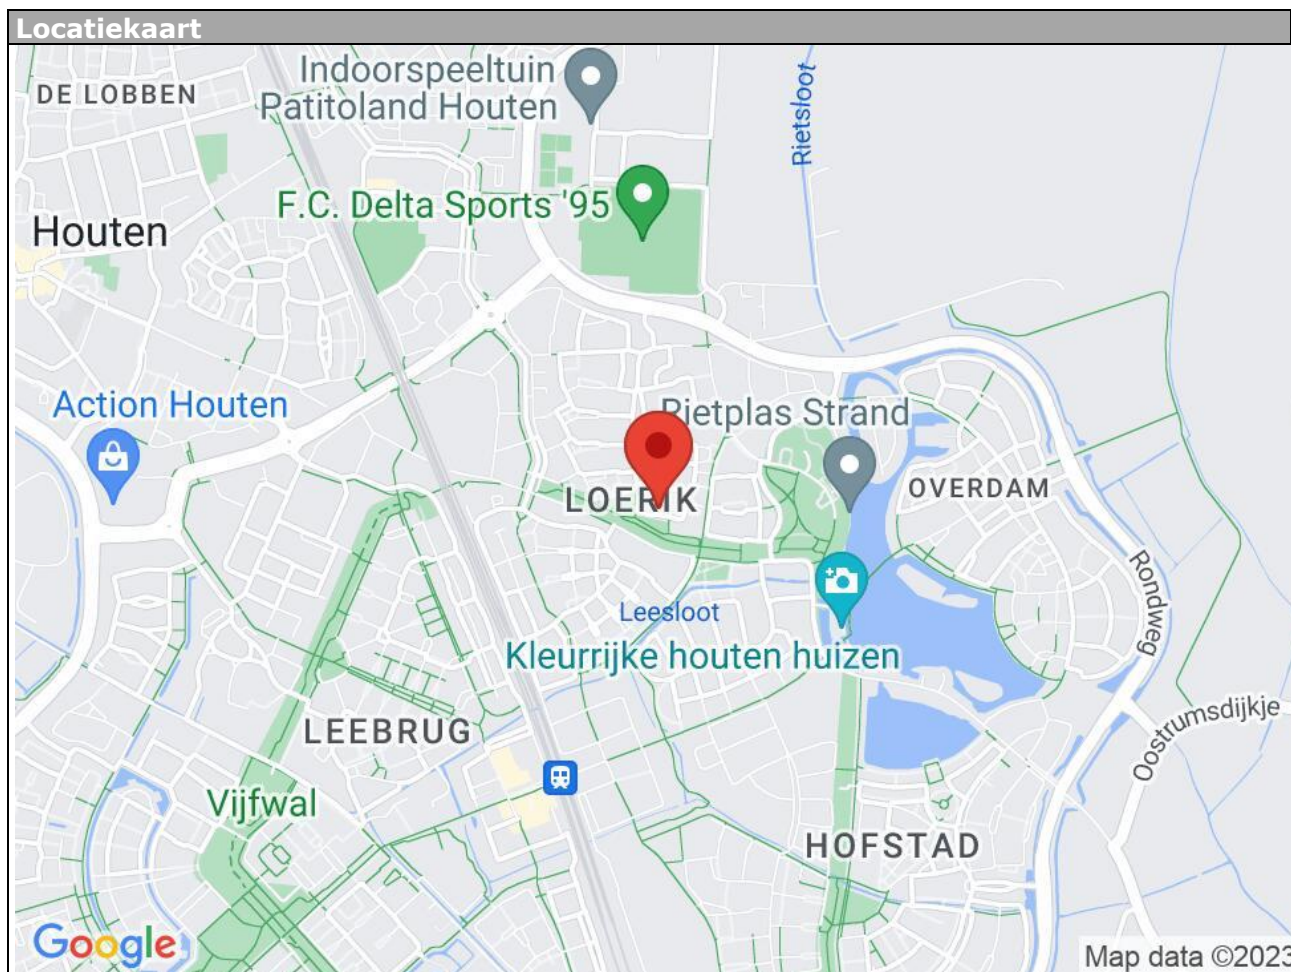 Locatiekaart
Indoorspeeltuin
Patitoland Houten
Rietsloot
DE LOBBEN
F.C. Delta Sports '95
Houten
Action Houten
Rietplas Strand
LOERIK
OVERDAM
Rondweg
Leesloot
Kleurrijke houten huizen
LEEBRUG
Oostrumsdijkje
Vijfwal
HOFSTAD
Google
Map data ©2023